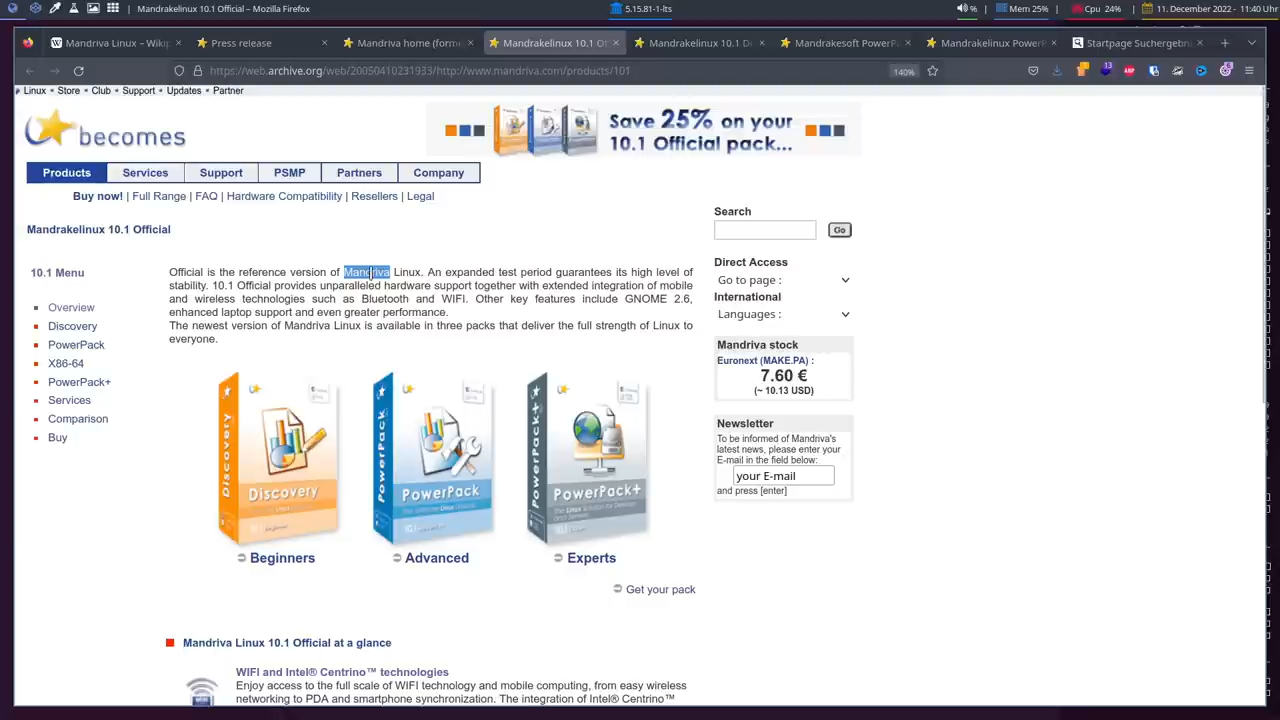 Mandrakelinux 10.1 Official – Mozilla Firefox
5.15.81-1-lts
%
Mem 25%
Cpu 24%
11. December 2022 - 11:40 Uhr
Mandriva Linux – Wikip
Press release
Mandriva home (forme
Mandrakelinux 10.1 Of
Mandrakelinux 10.1 D
Mandrakesoft PowerPa
Mandrakelinux PowerP
Startpage Suchergebni
https://web.archive.org/web/20050410231933/http://www.mandriva.com/products/101
140%
Linux · Store · Club · Support · Updates · Partner
becomes
Save 25% on your
10.1 Official pack...
Products
Services
Support
PSMP
Partners
Company
Buy now! | Full Range | FAQ | Hardware Compatibility | Resellers | Legal
Mandrakelinux 10.1 Official
10.1 Menu
Overview
Discovery
PowerPack
X86-64
PowerPack+
Services
Comparison
Buy
Official is the reference version of Mandriva Linux. An expanded test period guarantees its high level of
stability. 10.1 Official provides unparalleled hardware support together with extended integration of mobile
and wireless technologies such as Bluetooth and WIFI. Other key features include GNOME 2.6,
enhanced laptop support and even greater performance.
The newest version of Mandriva Linux is available in three packs that deliver the full strength of Linux to
everyone.
Discovery
Discovery
PowerPack
PowerPack
PowerPack+
PowerPack+
Beginners
Advanced
Experts
Get your pack
Mandriva Linux 10.1 Official at a glance
WIFI and Intel® Centrino™ technologies
Enjoy access to the full scale of WIFI technology and mobile computing, from easy wireless
networking to PDA and smartphone synchronization. The integration of Intel® Centrino™
Search
Go
Direct Access
Go to page :
International
Languages :
Mandriva stock
Euronext (MAKE.PA) :
7.60 €
(~ 10.13 USD)
Newsletter
To be informed of Mandriva's
latest news, please enter your
E-mail in the field below:
your E-mail
and press [enter]